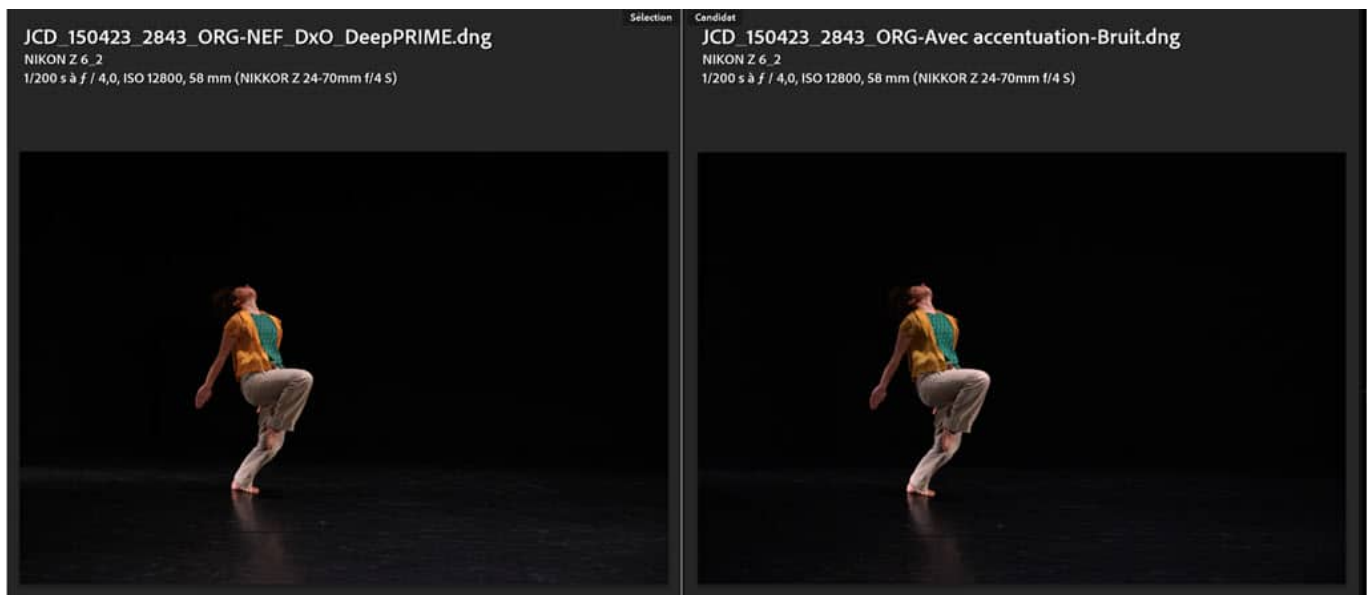 Sélection
JCD_150423_2843_ORG-NEF_DxO_DeepPRIME.dng
NIKON Z 6_2
1/200 s à ƒ / 4,0, ISO 12800, 58 mm (NIKKOR Z 24-70mm f/4 S)
Candidat
JCD_150423_2843_ORG-Avec accentuation-Bruit.dng
NIKON Z 6_2
1/200 s à ƒ / 4,0, ISO 12800, 58 mm (NIKKOR Z 24-70mm f/4 S)